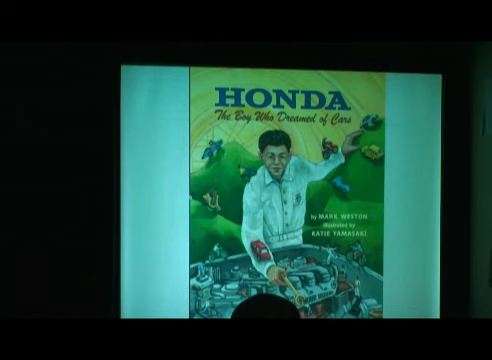 HONDA
The Boy Who Dreamed of Cars
by MARK WESTON
illustrated by
KATIE YAMASAKI